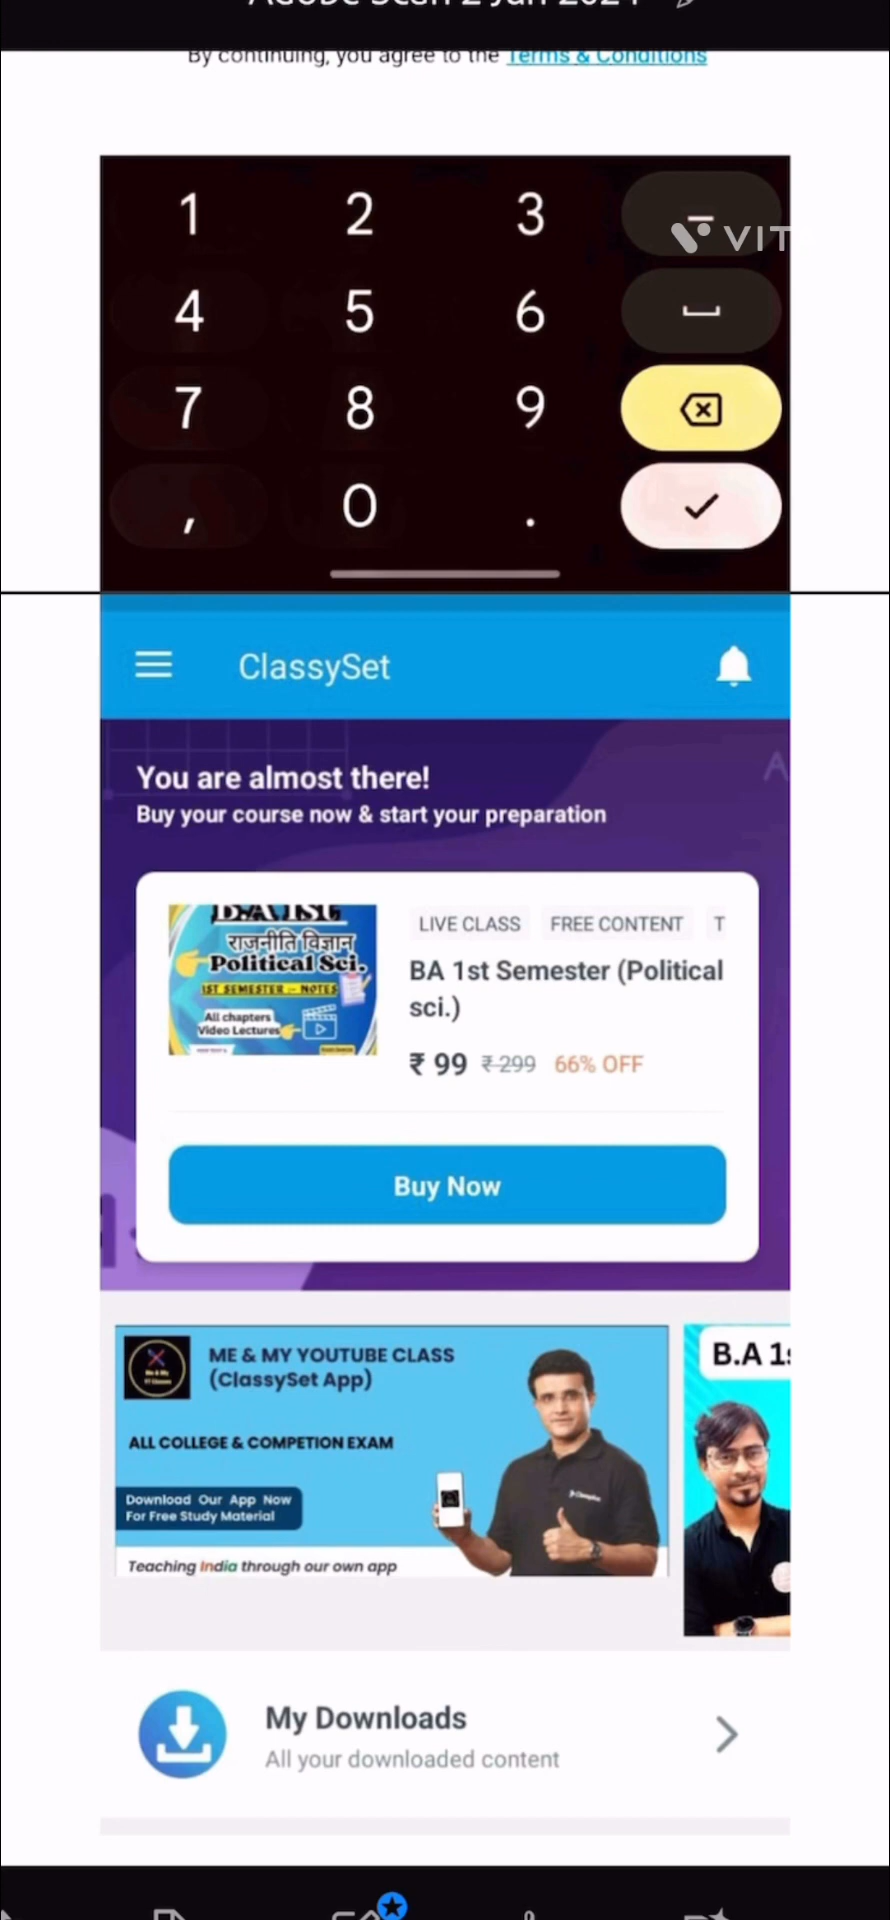 By continuing, you agree to the Terms & Conditions
1 2 3 –
VIT
4 5 6
7 8 9
, 0 .
ClassySet
You are almost there!
Buy your course now & start your preparation
राजनीति विज्ञान
Political Sci.
1ST SEMESTER :- NOTES
All chapters
Video Lectures
LIVE CLASS FREE CONTENT T
BA 1st Semester (Political
sci.)
₹ 99 ₹ 299 66% OFF
Buy Now
ME & MY YOUTUBE CLASS
(ClassySet App)
ALL COLLEGE & COMPETION EXAM
Download Our App Now
For Free Study Material
Teaching India through our own app
B.A 1
My Downloads
All your downloaded content